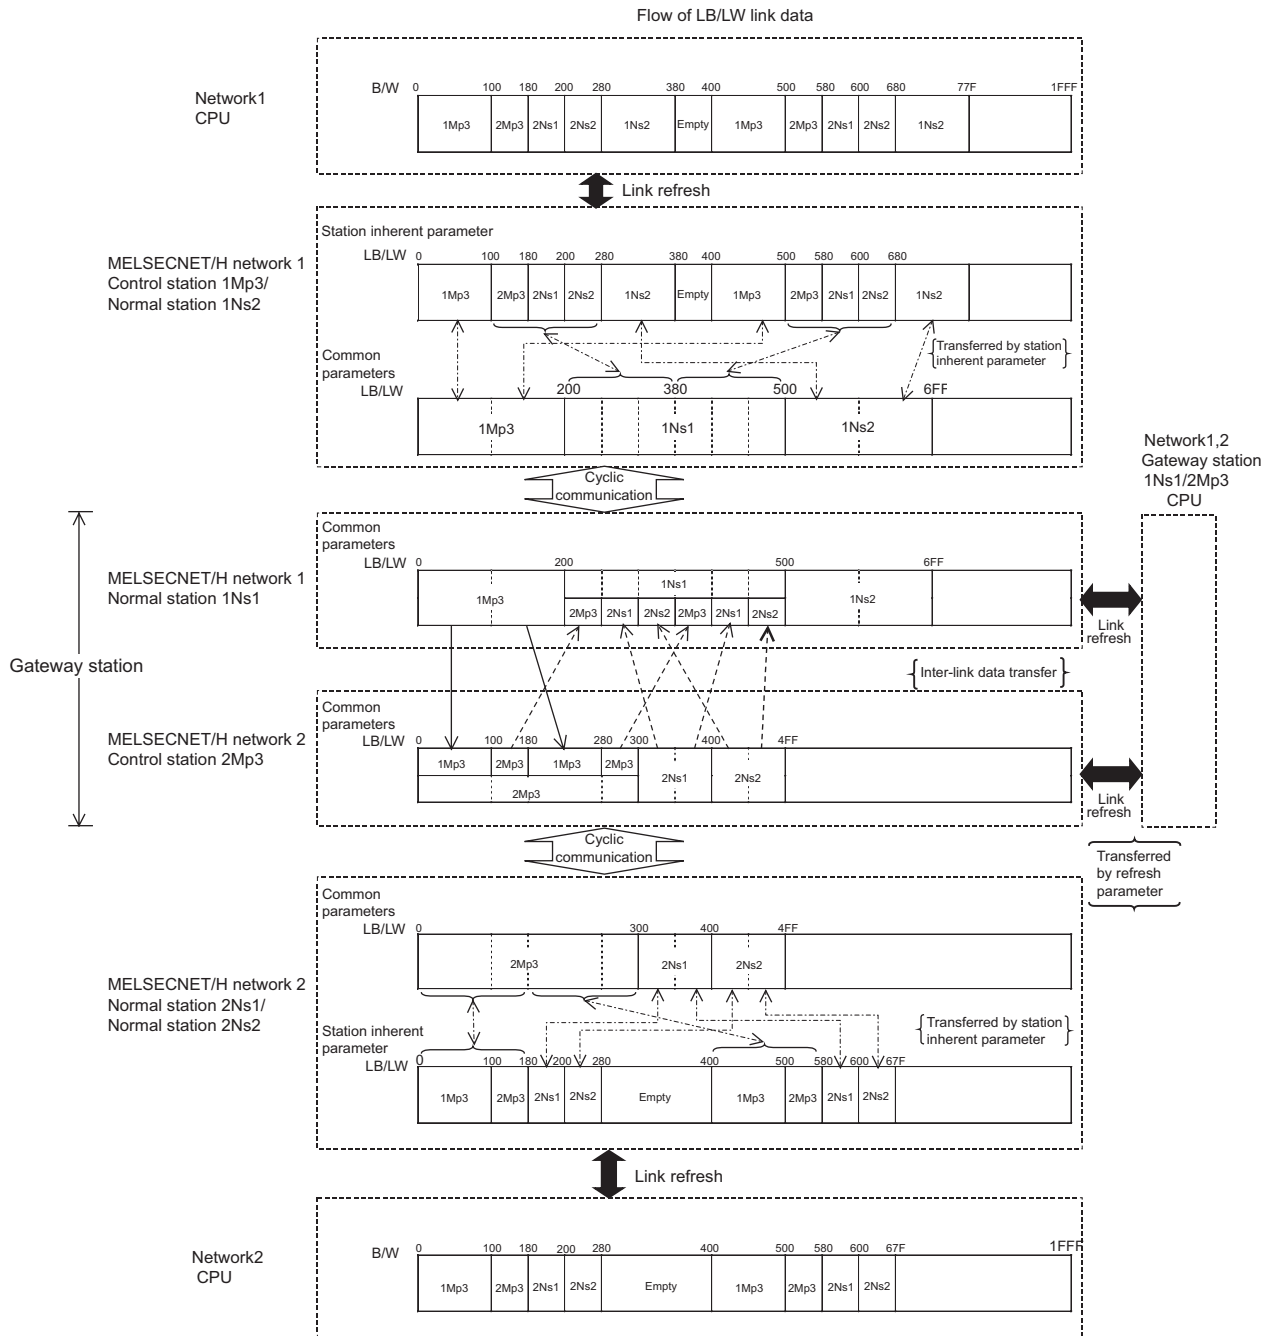 Flow of LB/LW link data
Network1
CPU
B/W 0 100 180 200 280 380 400 500 580 600 680 77F 1FFF
1Mp3 2Mp3 2Ns1 2Ns2 1Ns2 Empty 1Mp3 2Mp3 2Ns1 2Ns2 1Ns2
Link refresh
MELSECNET/H network 1
Control station 1Mp3/
Normal station 1Ns2
Station inherent parameter
LB/LW 0 100 180 200 280 380 400 500 580 600 680
1Mp3 2Mp3 2Ns1 2Ns2 1Ns2 Empty 1Mp3 2Mp3 2Ns1 2Ns2 1Ns2
Transferred by station
inherent parameter
Common
parameters
LB/LW 200 380 500 6FF
1Mp3 1Ns1 1Ns2
Cyclic
communication
Network1,2
Gateway station
1Ns1/2Mp3
CPU
Gateway station
MELSECNET/H network 1
Normal station 1Ns1
Common
parameters
LB/LW 0 200 500 6FF
1Ns1
1Mp3 1Ns2
2Mp3 2Ns1 2Ns2 2Mp3 2Ns1 2Ns2
Link
refresh
Inter-link data transfer
MELSECNET/H network 2
Control station 2Mp3
Common
parameters
LB/LW 0 100 180 280 300 400 4FF
1Mp3 2Mp3 1Mp3 2Mp3
2Ns1 2Ns2
2Mp3
Link
refresh
Cyclic
communication
Transferred
by refresh
parameter
MELSECNET/H network 2
Normal station 2Ns1/
Normal station 2Ns2
Common
parameters
LB/LW 0 300 400 4FF
2Mp3 2Ns1 2Ns2
Transferred by station
inherent parameter
Station inherent
parameter
LB/LW 0 100 180 200 280 400 500 580 600 67F
1Mp3 2Mp3 2Ns1 2Ns2 Empty 1Mp3 2Mp3 2Ns1 2Ns2
Link refresh
Network2
CPU
B/W 0 100 180 200 280 400 500 580 600 67F 1FFF
1Mp3 2Mp3 2Ns1 2Ns2 Empty 1Mp3 2Mp3 2Ns1 2Ns2